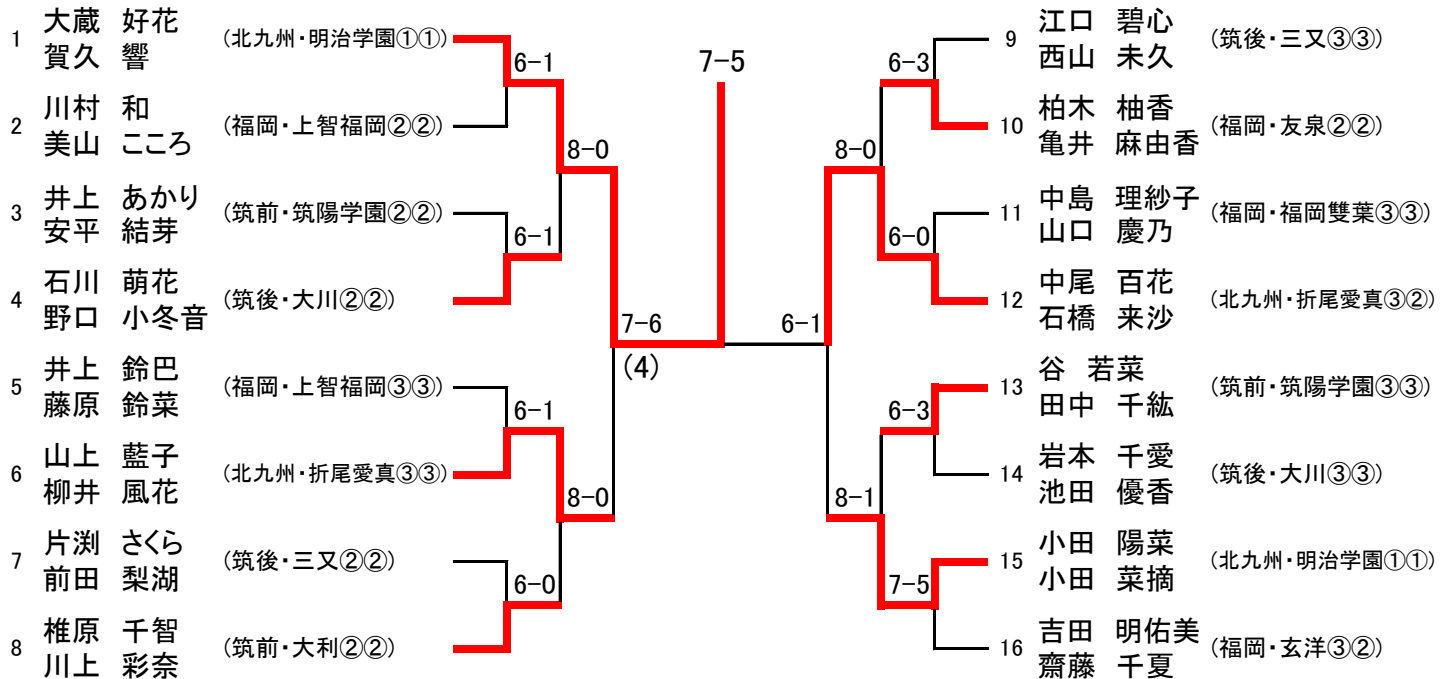 1 大蔵 好花 (北九州・明治学園①①)
賀久 響
6-1
2 川村 和 (福岡・上智福岡②②)
美山 こころ
8-0
3 井上 あかり (筑前・筑陽学園②②)
安平 結芽
6-1
4 石川 萌花 (筑後・大川②②)
野口 小冬音
7-6
(4)
5 井上 鈴巴 (福岡・上智福岡③③)
藤原 鈴菜
6-1
6 山上 藍子 (北九州・折尾愛真③③)
柳井 風花
8-0
7 片渕 さくら (筑後・三又②②)
前田 梨湖
6-0
8 椎原 千智 (筑前・大利②②)
川上 彩奈
7-5
9 江口 碧心 (筑後・三又③③)
西山 未久
6-3
10 柏木 柚香 (福岡・友泉②②)
亀井 麻由香
8-0
11 中島 理紗子 (福岡・福岡雙葉③③)
山口 慶乃
6-0
12 中尾 百花 (北九州・折尾愛真③②)
石橋 来沙
6-1
13 谷 若菜 (筑前・筑陽学園③③)
田中 千紘
6-3
14 岩本 千愛 (筑後・大川③③)
池田 優香
8-1
15 小田 陽菜 (北九州・明治学園①①)
小田 菜摘
7-5
16 吉田 明佑美 (福岡・玄洋③②)
齋藤 千夏